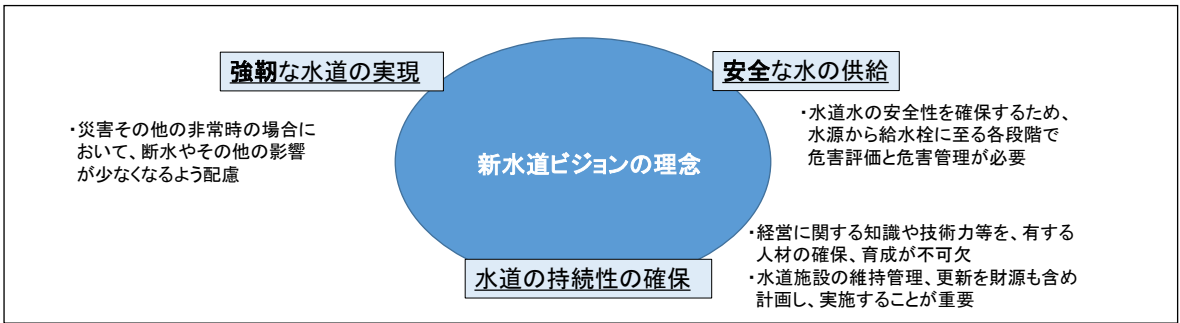 強靭な水道の実現
・災害その他の非常時の場合に
おいて、断水やその他の影響
が少なくなるよう配慮
安全な水の供給
・水道水の安全性を確保するため、
水源から給水栓に至る各段階で
危害評価と危害管理が必要
新水道ビジョンの理念
水道の持続性の確保
・経営に関する知識や技術力等を、有する
人材の確保、育成が不可欠
・水道施設の維持管理、更新を財源も含め
計画し、実施することが重要